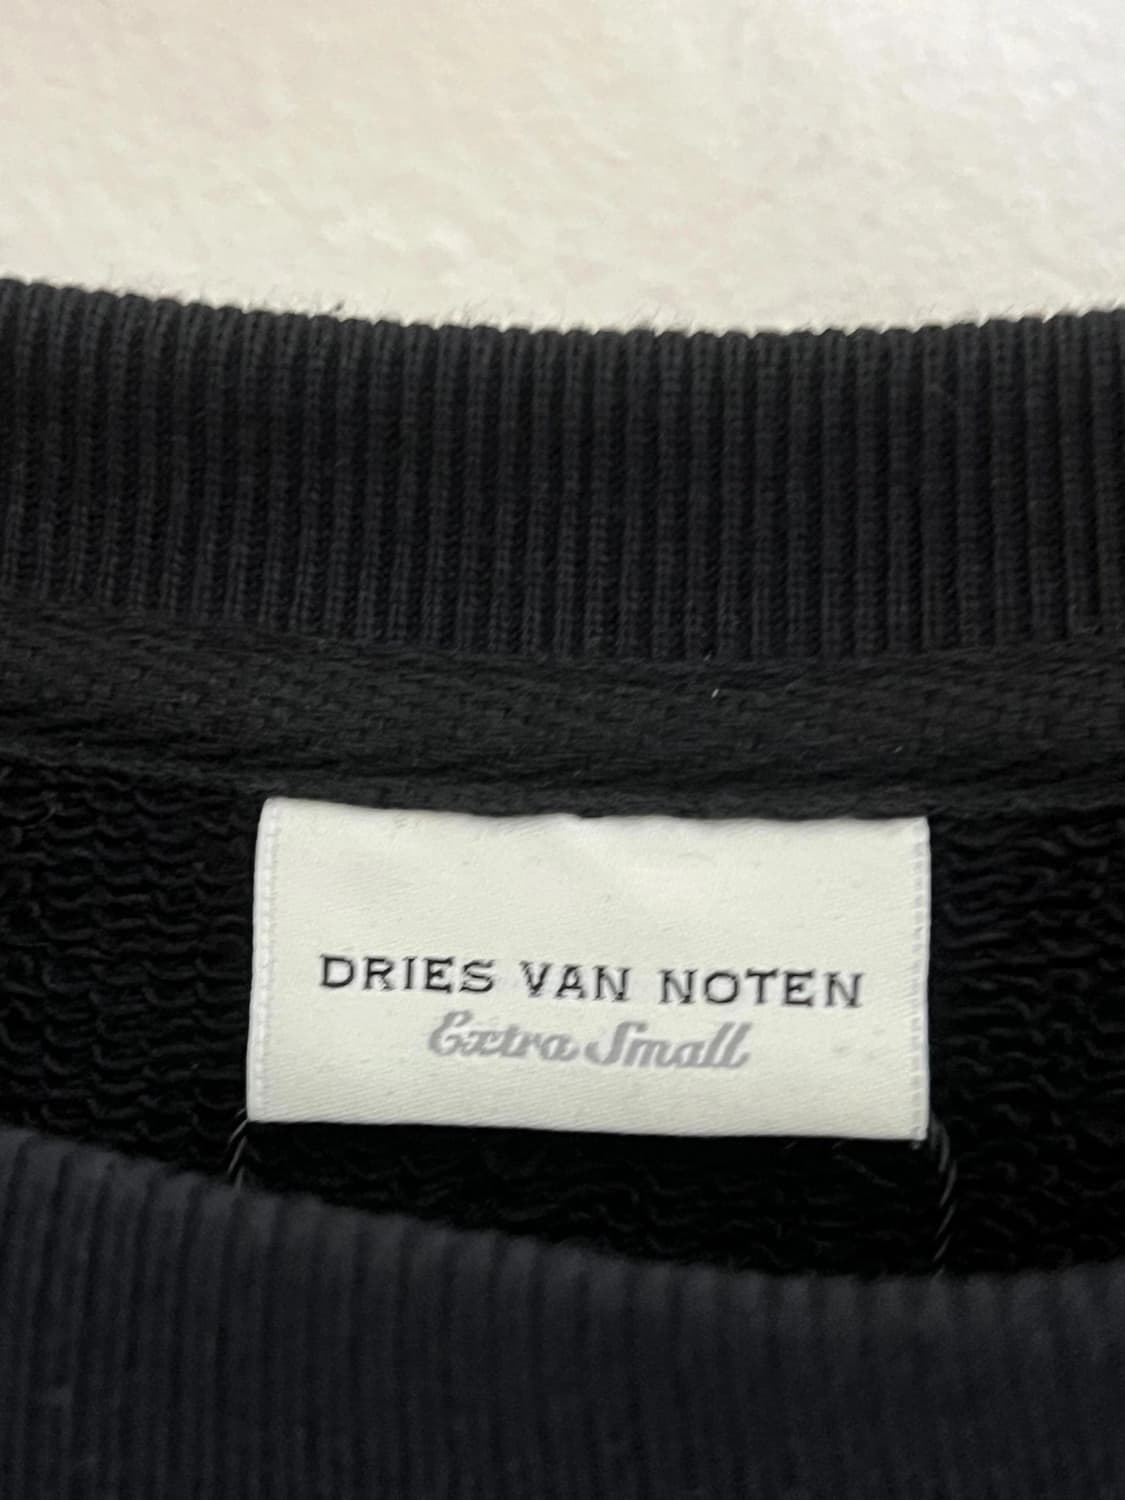 DRIES VAN NOTEN
Extra Small